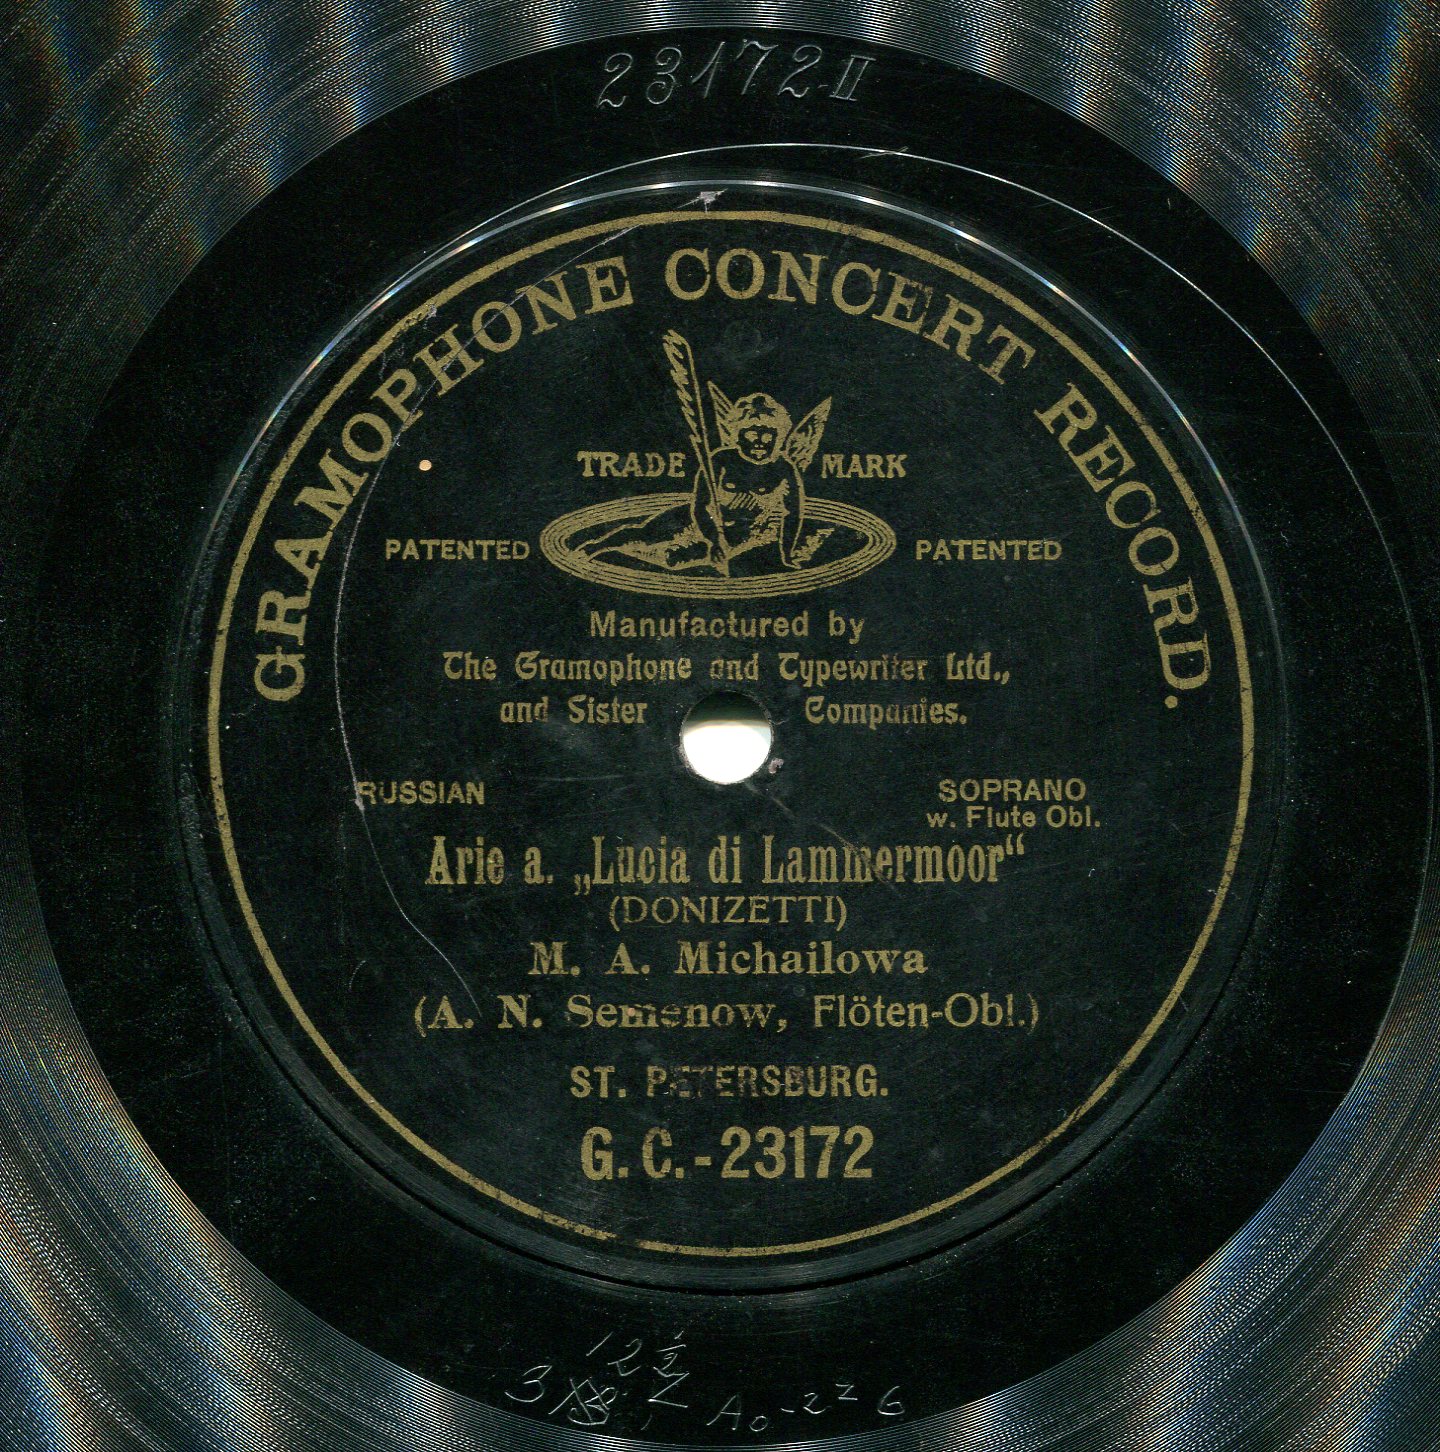 23172-II
GRAMOPHONE CONCERT RECORD.
TRADE MARK
PATENTED PATENTED
Manufactured by
The Gramophone and Typewriter Ltd.,
and Sister Companies.
RUSSIAN SOPRANO
w. Flute Obl.
Arie a. „Lucia di Lammermoor“
(DONIZETTI)
M. A. Michailowa
(A. N. Semenow, Flöten-Obl.)
ST. PETERSBURG.
G. C.-23172
12½